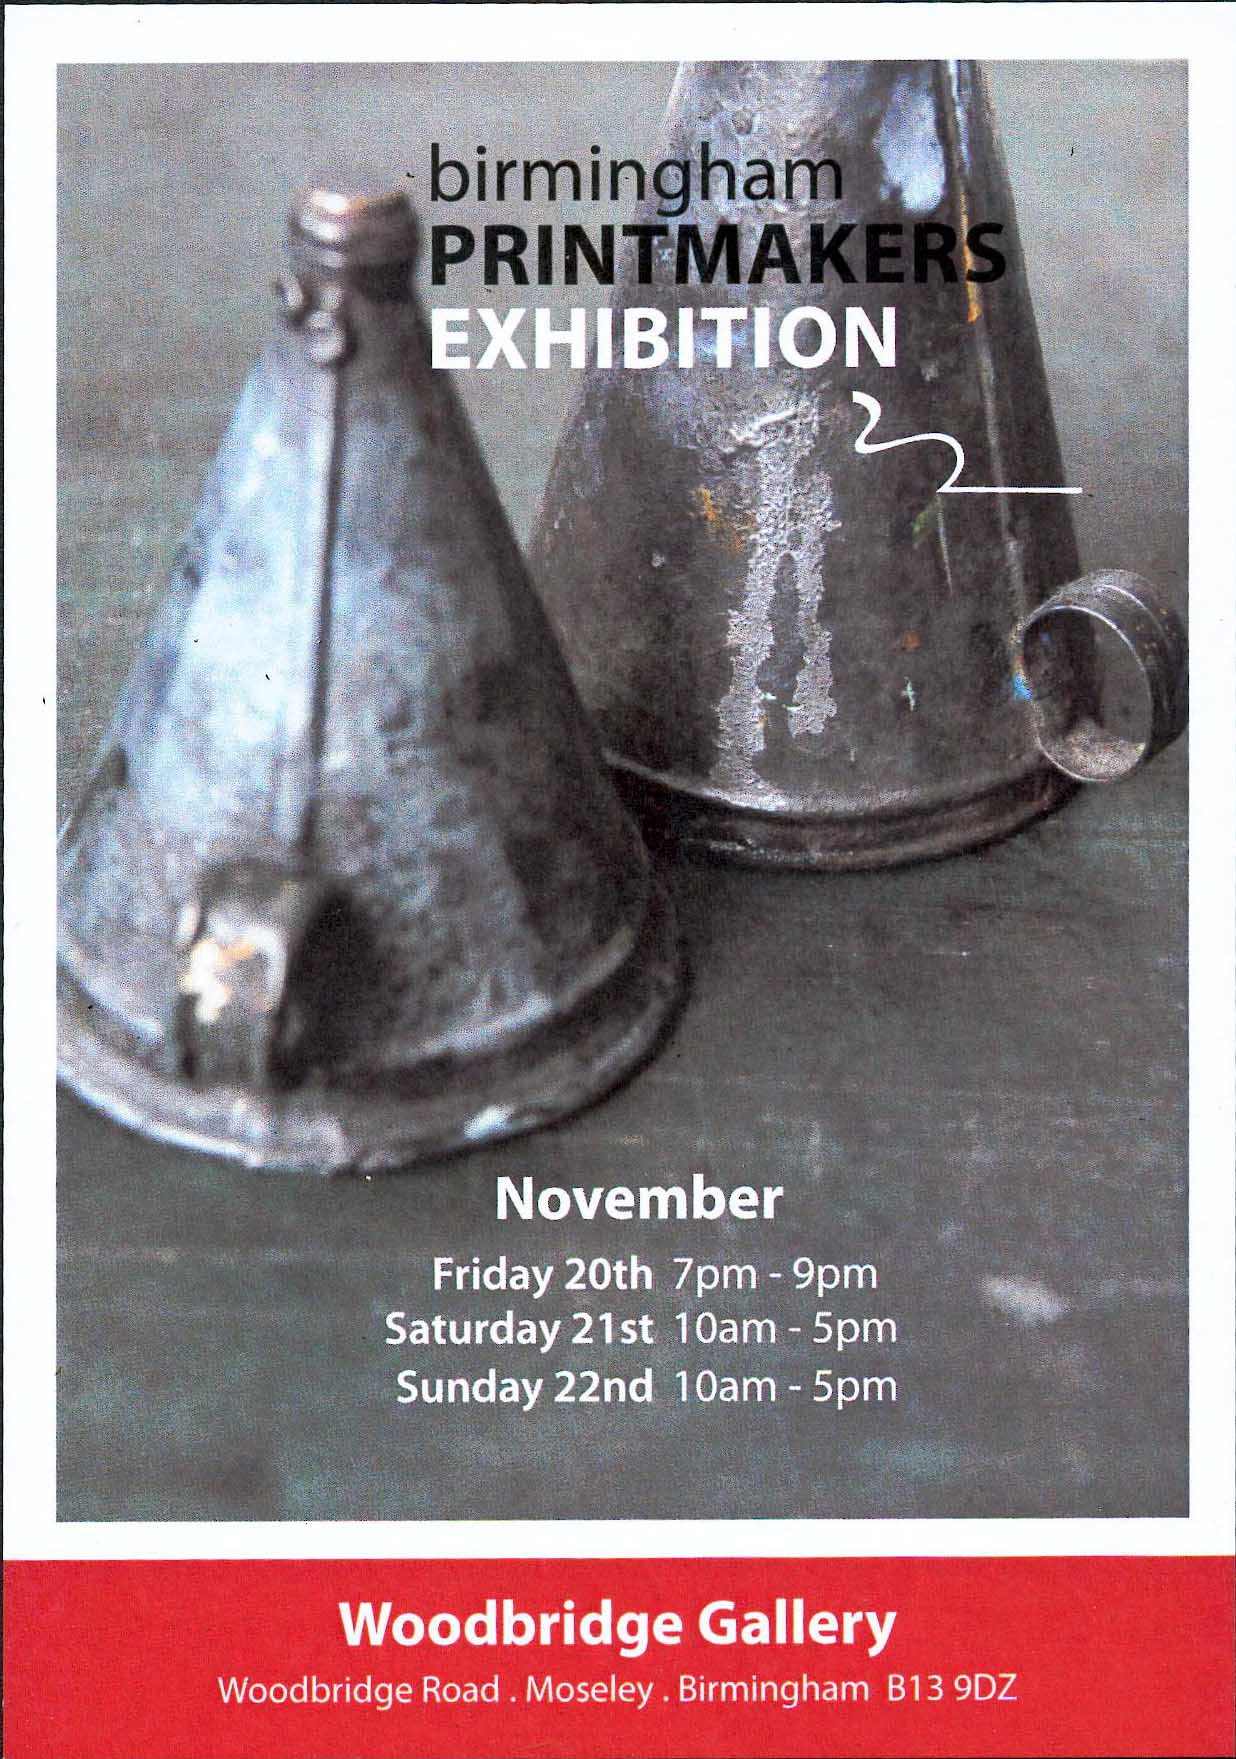 birmingham
PRINTMAKERS
EXHIBITION
November
Friday 20th 7pm - 9pm
Saturday 21st 10am - 5pm
Sunday 22nd 10am - 5pm
Woodbridge Gallery
Woodbridge Road . Moseley . Birmingham B13 9DZ